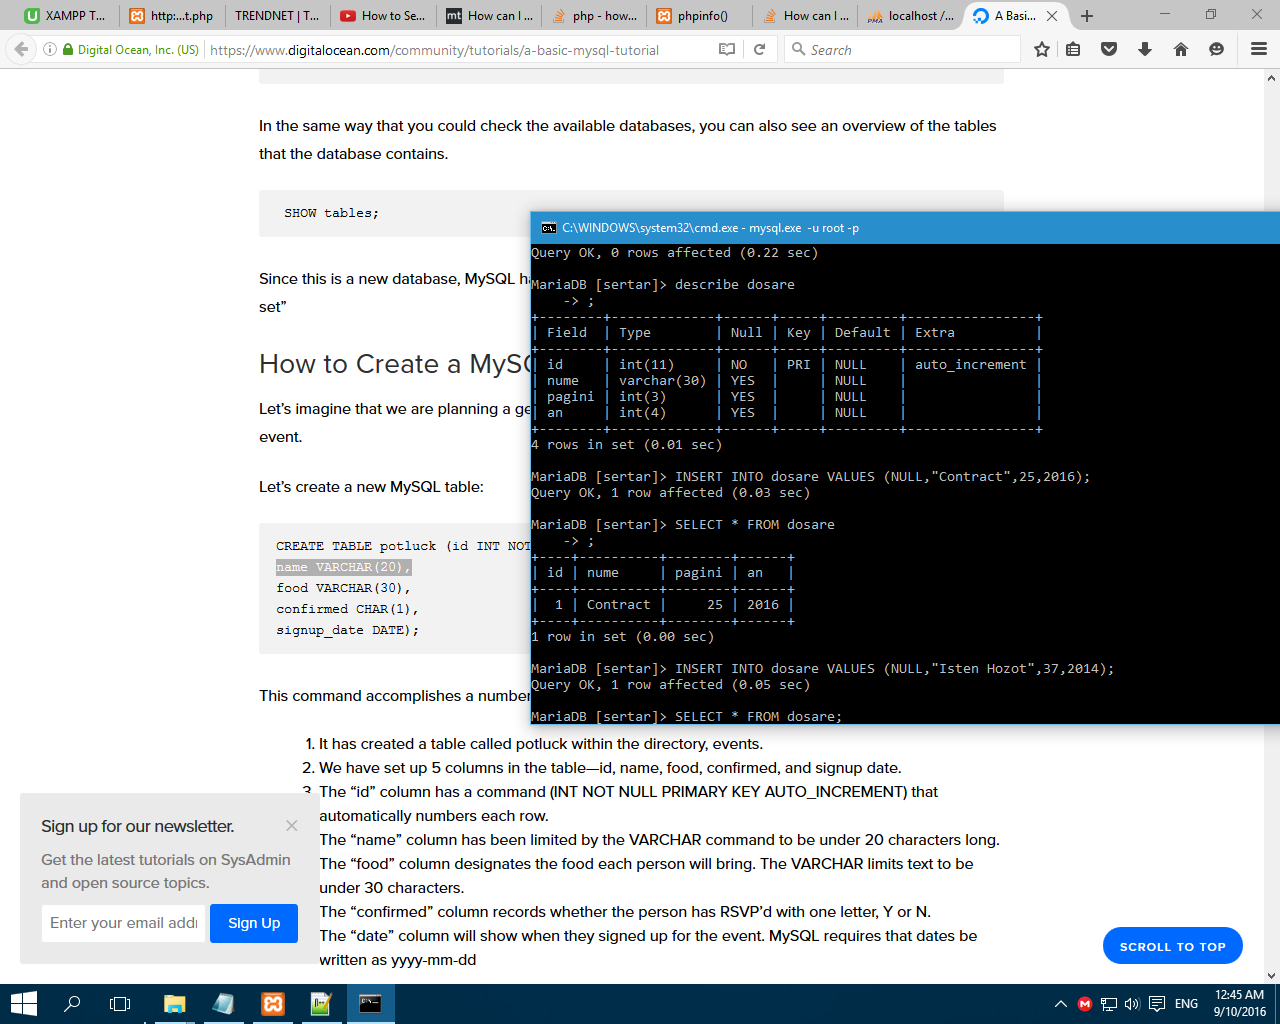 XAMPP T...
http:...t.php
TRENDNET | T...
How to Se...
mt How can I ...
php - how...
phpinfo()
How can I ...
PMA localhost /...
A Basi...
Digital Ocean, Inc. (US)
https://www.digitalocean.com/community/tutorials/a-basic-mysql-tutorial
Search
In the same way that you could check the available databases, you can also see an overview of the tables
that the database contains.
SHOW tables;
Since this is a new database, MySQL ha
set”
How to Create a MySQ
Let’s imagine that we are planning a ge
event.
Let’s create a new MySQL table:
CREATE TABLE potluck (id INT NOT
name VARCHAR(20),
food VARCHAR(30),
confirmed CHAR(1),
signup_date DATE);
This command accomplishes a number
1. It has created a table called potluck within the directory, events.
2. We have set up 5 columns in the table—id, name, food, confirmed, and signup date.
3. The “id” column has a command (INT NOT NULL PRIMARY KEY AUTO_INCREMENT) that
automatically numbers each row.
The “name” column has been limited by the VARCHAR command to be under 20 characters long.
The “food” column designates the food each person will bring. The VARCHAR limits text to be
under 30 characters.
The “confirmed” column records whether the person has RSVP’d with one letter, Y or N.
The “date” column will show when they signed up for the event. MySQL requires that dates be
written as yyyy-mm-dd
C:\WINDOWS\system32\cmd.exe - mysql.exe -u root -p
Query OK, 0 rows affected (0.22 sec)
MariaDB [sertar]> describe dosare
-> ;
+--------+-------------+------+-----+---------+----------------+
| Field | Type | Null | Key | Default | Extra |
+--------+-------------+------+-----+---------+----------------+
| id | int(11) | NO | PRI | NULL | auto_increment |
| nume | varchar(30) | YES | | NULL | |
| pagini | int(3) | YES | | NULL | |
| an | int(4) | YES | | NULL | |
+--------+-------------+------+-----+---------+----------------+
4 rows in set (0.01 sec)
MariaDB [sertar]> INSERT INTO dosare VALUES (NULL,"Contract",25,2016);
Query OK, 1 row affected (0.03 sec)
MariaDB [sertar]> SELECT * FROM dosare
-> ;
+----+----------+--------+------+
| id | nume | pagini | an |
+----+----------+--------+------+
| 1 | Contract | 25 | 2016 |
+----+----------+--------+------+
1 row in set (0.00 sec)
MariaDB [sertar]> INSERT INTO dosare VALUES (NULL,"Isten Hozot",37,2014);
Query OK, 1 row affected (0.05 sec)
MariaDB [sertar]> SELECT * FROM dosare;
Sign up for our newsletter.
Get the latest tutorials on SysAdmin
and open source topics.
Enter your email addı
Sign Up
SCROLL TO TOP
ENG
12:45 AM
9/10/2016